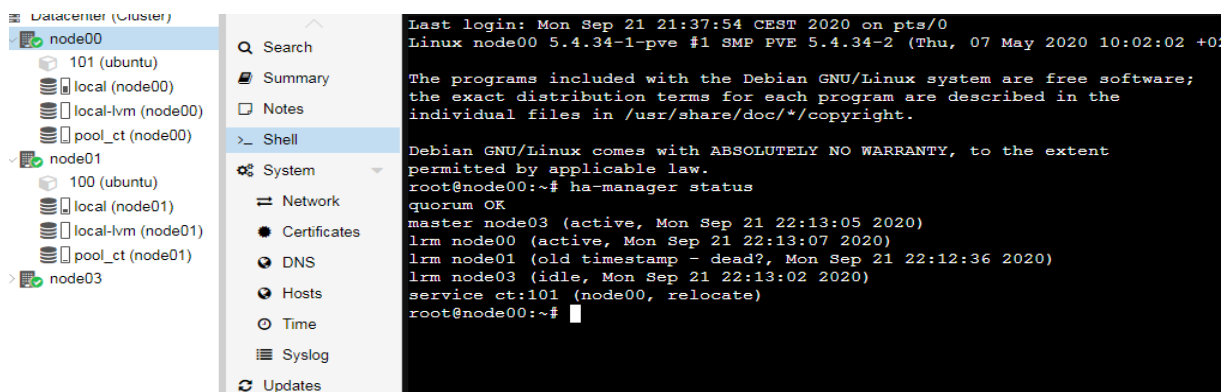 Datacenter (Cluster)
node00
101 (ubuntu)
local (node00)
local-lvm (node00)
pool_ct (node00)
node01
100 (ubuntu)
local (node01)
local-lvm (node01)
pool_ct (node01)
node03
Search
Summary
Notes
>_ Shell
System
Network
Certificates
DNS
Hosts
Time
Syslog
Updates
Last login: Mon Sep 21 21:37:54 CEST 2020 on pts/0
Linux node00 5.4.34-1-pve #1 SMP PVE 5.4.34-2 (Thu, 07 May 2020 10:02:02 +02
The programs included with the Debian GNU/Linux system are free software;
the exact distribution terms for each program are described in the
individual files in /usr/share/doc/*/copyright.
Debian GNU/Linux comes with ABSOLUTELY NO WARRANTY, to the extent
permitted by applicable law.
root@node00:~# ha-manager status
quorum OK
master node03 (active, Mon Sep 21 22:13:05 2020)
lrm node00 (active, Mon Sep 21 22:13:07 2020)
lrm node01 (old timestamp - dead?, Mon Sep 21 22:12:36 2020)
lrm node03 (idle, Mon Sep 21 22:13:02 2020)
service ct:101 (node00, relocate)
root@node00:~#